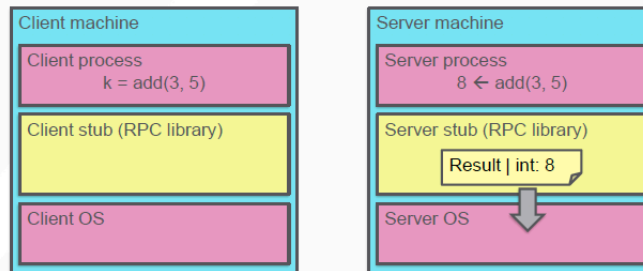 Client machine
Client process
k = add(3, 5)
Client stub (RPC library)
Client OS
Server machine
Server process
8 ← add(3, 5)
Server stub (RPC library)
Result | int: 8
Server OS